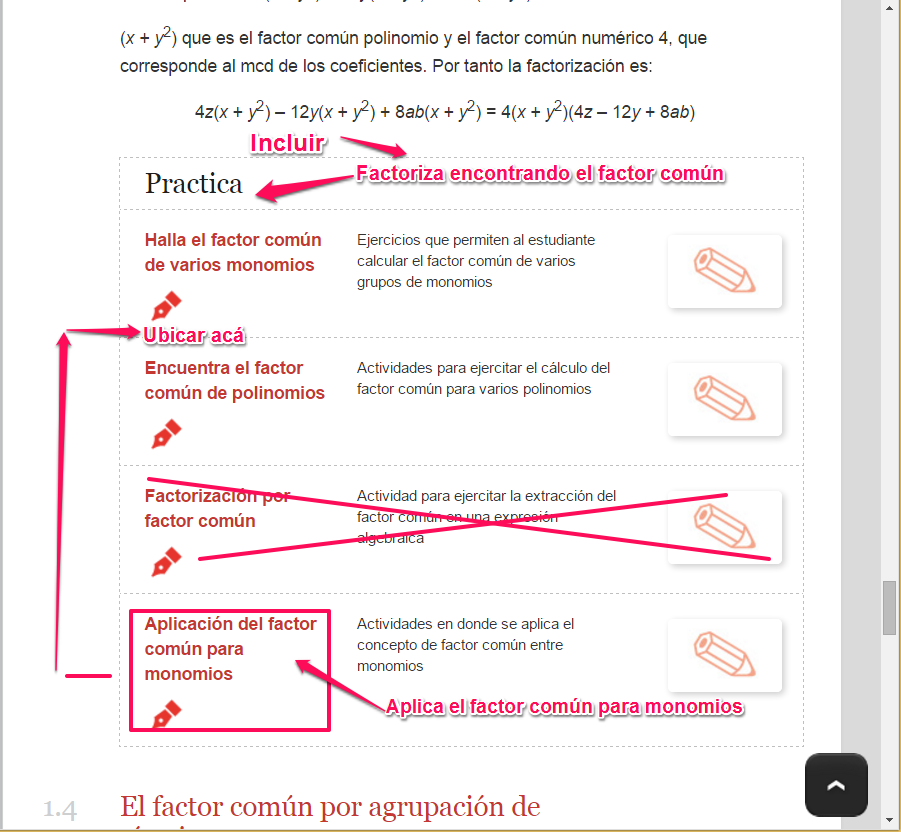 (x + y²) que es el factor común polinomio y el factor común numérico 4, que
corresponde al mcd de los coeficientes. Por tanto la factorización es:
4z(x + y²) – 12y(x + y²) + 8ab(x + y²) = 4(x + y²)(4z – 12y + 8ab)
Incluir
Factoriza encontrando el factor común
Practica
Halla el factor común
de varios monomios
Ejercicios que permiten al estudiante
calcular el factor común de varios
grupos de monomios
Ubicar acá
Encuentra el factor
común de polinomios
Actividades para ejercitar el cálculo del
factor común para varios polinomios
Factorización por
factor común
Actividad para ejercitar la extracción del
factor común en una expresión
algebraica
Aplicación del factor
común para
monomios
Actividades en donde se aplica el
concepto de factor común entre
monomios
Aplica el factor común para monomios
1.4 El factor común por agrupación de